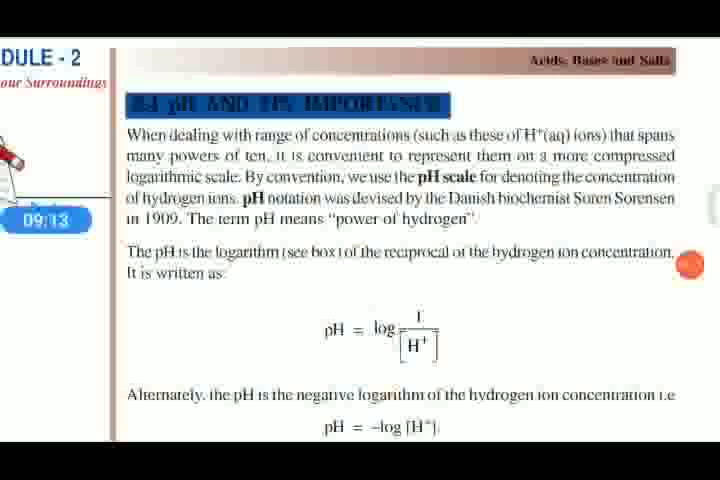 DULE - 2
our Surroundings
Acids, Bases and Salts
pH AND ITS IMPORTANCE
When dealing with range of concentrations (such as these of H⁺(aq) ions) that spans
many powers of ten, it is convenient to represent them on a more compressed
logarithmic scale. By convention, we use the pH scale for denoting the concentration
of hydrogen ions. pH notation was devised by the Danish biochemist Soren Sorensen
in 1909. The term pH means “power of hydrogen”.
09:13
The pH is the logarithm (see box) of the reciprocal of the hydrogen ion concentration.
It is written as:
pH = log 1/[H⁺]
Alternately, the pH is the negative logarithm of the hydrogen ion concentration i.e
pH = –log [H⁺].